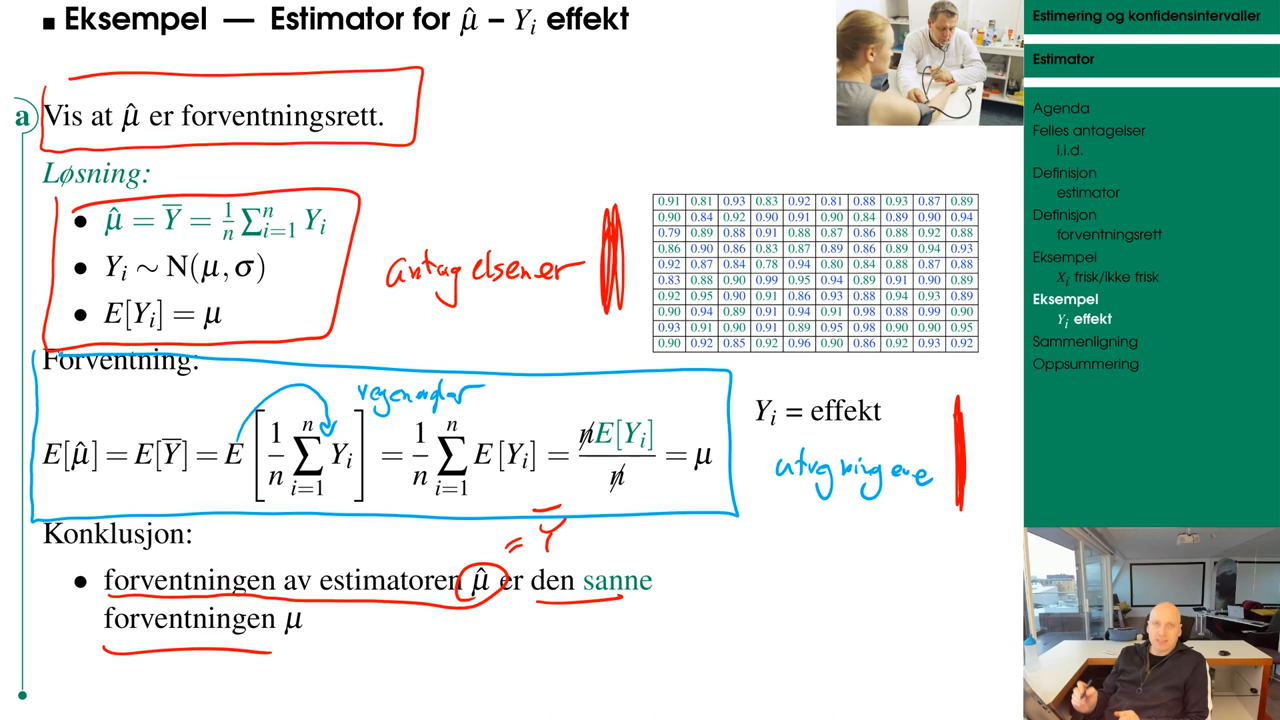 ■ Eksempel — Estimator for μ̂ – Yᵢ effekt
a Vis at μ̂ er forventningsrett.
Løsning:
• μ̂ = Y̅ = 1/n ∑ᵢ₌₁ⁿ Yᵢ
• Yᵢ ∼ N(μ, σ)
• E[Yᵢ] = μ
antagelsener
0.91 0.81 0.93 0.83 0.92 0.81 0.88 0.93 0.87 0.89
0.90 0.84 0.92 0.90 0.91 0.90 0.84 0.89 0.90 0.94
0.79 0.89 0.88 0.91 0.88 0.87 0.86 0.88 0.92 0.88
0.86 0.90 0.86 0.83 0.87 0.89 0.86 0.89 0.94 0.93
0.92 0.87 0.84 0.78 0.94 0.80 0.84 0.88 0.87 0.88
0.83 0.88 0.90 0.99 0.95 0.94 0.89 0.91 0.90 0.89
0.92 0.95 0.90 0.91 0.86 0.93 0.88 0.94 0.93 0.89
0.90 0.94 0.89 0.91 0.94 0.91 0.98 0.88 0.99 0.90
0.93 0.91 0.90 0.91 0.89 0.95 0.98 0.90 0.90 0.95
0.90 0.92 0.85 0.92 0.96 0.90 0.86 0.92 0.93 0.92
Forventning:
E[μ̂] = E[Y̅] = E[1/n ∑ᵢ₌₁ⁿ Yᵢ] = 1/n ∑ᵢ₌₁ⁿ E[Yᵢ] = nE[Yᵢ]/n = μ
Yᵢ = effekt
Konklusjon:
= Y̅
• forventningen av estimatoren μ̂ er den sanne
forventningen μ
Estimering og konfidensintervaller
Estimator
Agenda
Felles antagelser
i.i.d.
Definisjon
estimator
Definisjon
forventningsrett
Eksempel
Xᵢ frisk/ikke frisk
Eksempel
Yᵢ effekt
Sammenligning
Oppsummering